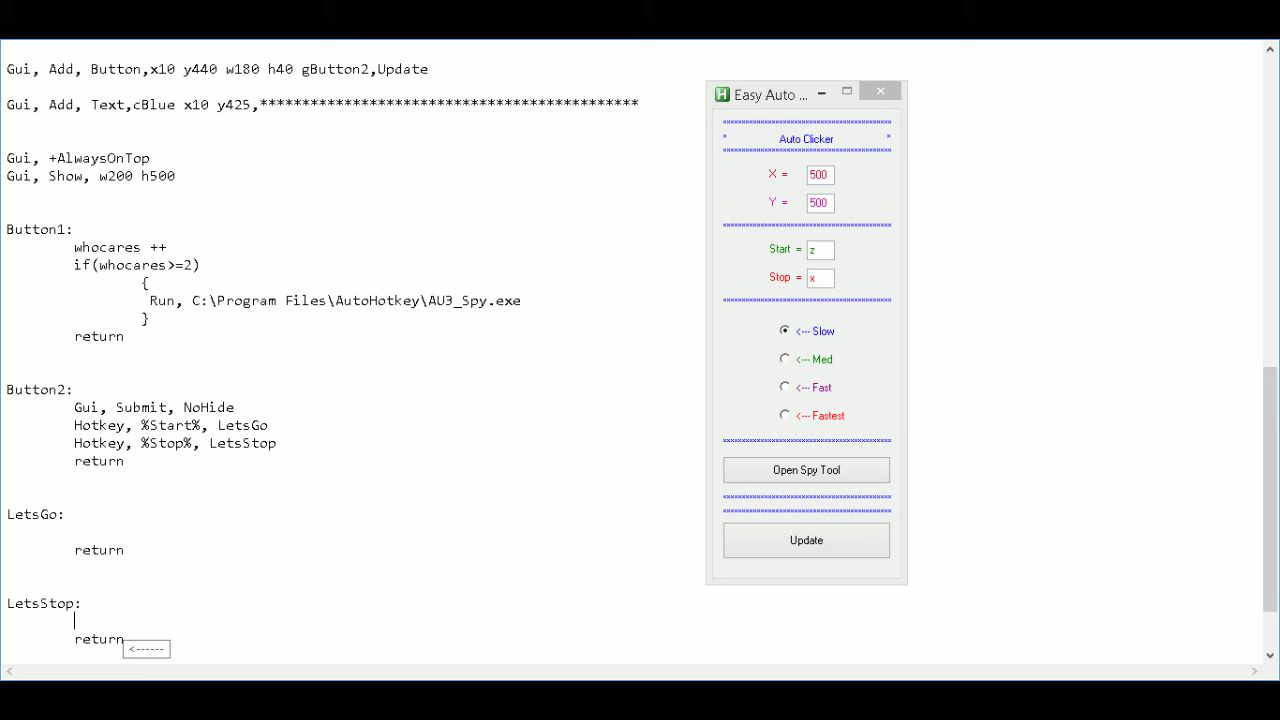 Gui, Add, Button,x10 y440 w180 h40 gButton2,Update
Gui, Add, Text,cBlue x10 y425,*********************************************
Gui, +AlwaysOnTop
Gui, Show, w200 h500
Button1:
whocares ++
if(whocares>=2)
{
Run, C:\Program Files\AutoHotkey\AU3_Spy.exe
}
return
Button2:
Gui, Submit, NoHide
Hotkey, %Start%, LetsGo
Hotkey, %Stop%, LetsStop
return
LetsGo:
return
LetsStop:
return
<------
H Easy Auto ...
******************************************
* Auto Clicker *
******************************************
X = 500
Y = 500
******************************************
Start = z
Stop = x
******************************************
<--- Slow
<--- Med
<--- Fast
<--- Fastest
******************************************
Open Spy Tool
******************************************
******************************************
Update